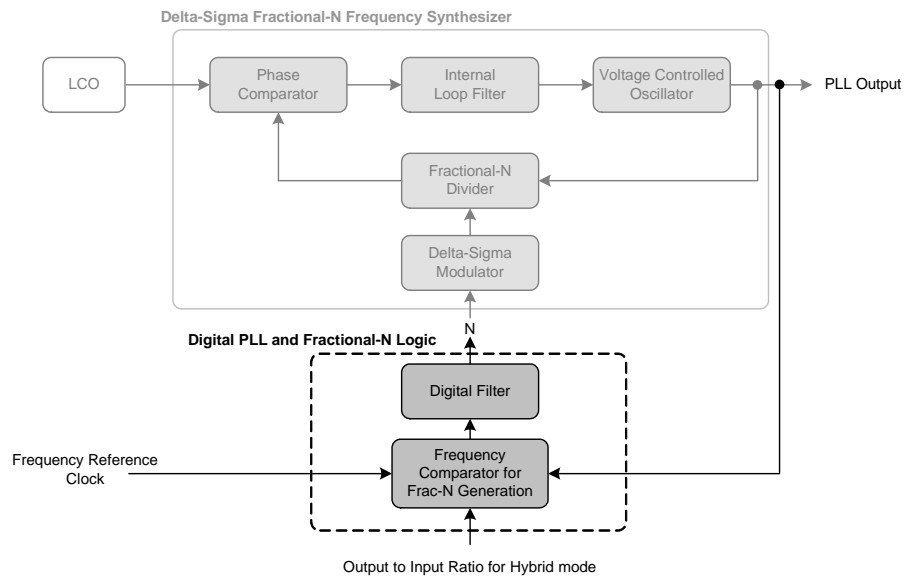 Delta-Sigma Fractional-N Frequency Synthesizer
LCO
Phase
Comparator
Internal
Loop Filter
Voltage Controlled
Oscillator
PLL Output
Fractional-N
Divider
Delta-Sigma
Modulator
N
Digital PLL and Fractional-N Logic
Digital Filter
Frequency Reference
Clock
Frequency
Comparator for
Frac-N Generation
Output to Input Ratio for Hybrid mode